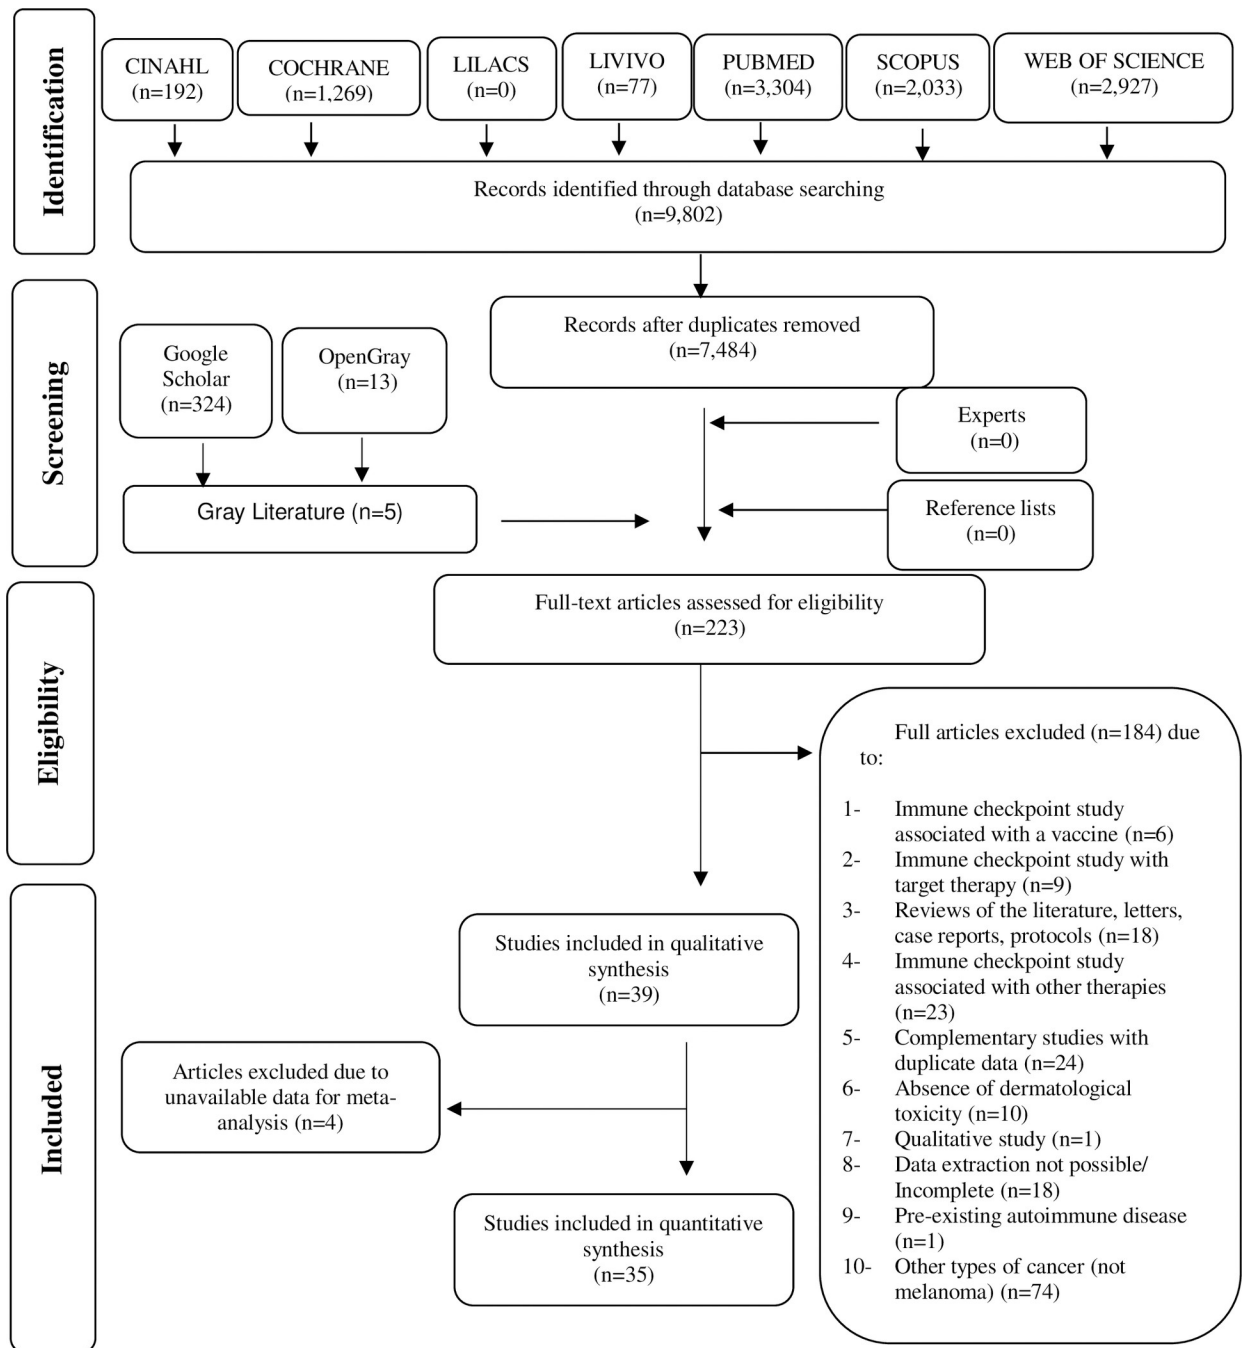 Identification
CINAHL
(n=192)
COCHRANE
(n=1,269)
LILACS
(n=0)
LIVIVO
(n=77)
PUBMED
(n=3,304)
SCOPUS
(n=2,033)
WEB OF SCIENCE
(n=2,927)
Records identified through database searching
(n=9,802)
Screening
Records after duplicates removed
(n=7,484)
Google
Scholar
(n=324)
OpenGray
(n=13)
Experts
(n=0)
Gray Literature (n=5)
Reference lists
(n=0)
Eligibility
Full-text articles assessed for eligibility
(n=223)
Full articles excluded (n=184) due
to:
1- Immune checkpoint study
associated with a vaccine (n=6)
2- Immune checkpoint study with
target therapy (n=9)
3- Reviews of the literature, letters,
case reports, protocols (n=18)
4- Immune checkpoint study
associated with other therapies
(n=23)
5- Complementary studies with
duplicate data (n=24)
6- Absence of dermatological
toxicity (n=10)
7- Qualitative study (n=1)
8- Data extraction not possible/
Incomplete (n=18)
9- Pre-existing autoimmune disease
(n=1)
10- Other types of cancer (not
melanoma) (n=74)
Included
Studies included in qualitative
synthesis
(n=39)
Articles excluded due to
unavailable data for meta-
analysis (n=4)
Studies included in quantitative
synthesis
(n=35)